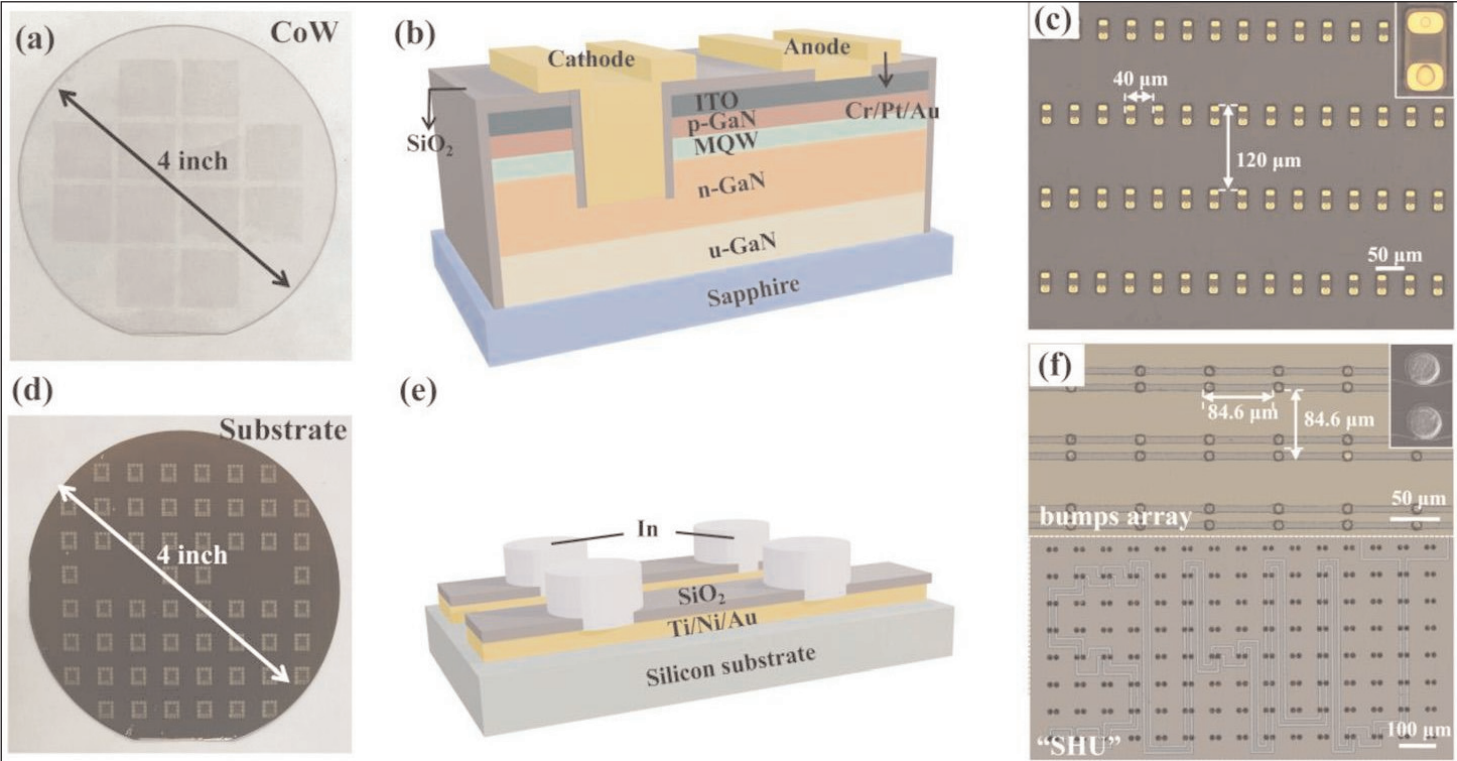 (a)
CoW
4 inch
(b)
Cathode
Anode
ITO
p-GaN
Cr/Pt/Au
SiO₂
MQW
n-GaN
u-GaN
Sapphire
(c)
40 μm
120 μm
50 μm
(d)
Substrate
4 inch
(e)
In
SiO₂
Ti/Ni/Au
Silicon substrate
(f)
84.6 μm
84.6 μm
50 μm
bumps array
100 μm
“SHU”